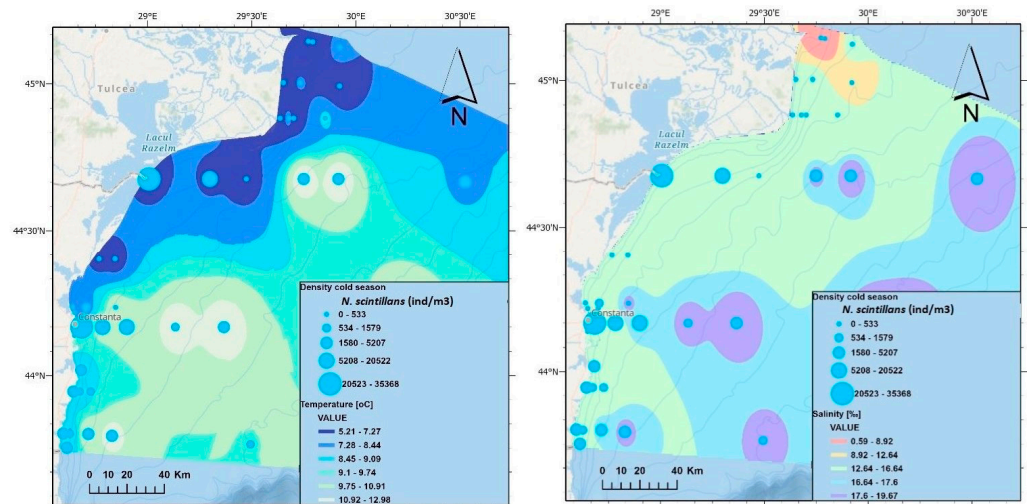 29°E 29°30'E 30°E 30°30'E
45°N
44°30'N
44°N
Tulcea
Lacul
Razelm
Constanta
N
Density cold season
N. scintillans (ind/m3)
0 - 533
534 - 1579
1580 - 5207
5208 - 20522
20523 - 35368
Temperature [oC]
VALUE
5.21 - 7.27
7.28 - 8.44
8.45 - 9.09
9.1 - 9.74
9.75 - 10.91
10.92 - 12.98
0 10 20 40 Km
29°E 29°30'E 30°E 30°30'E
45°N
44°30'N
44°N
Tulcea
Lacul
Razelm
Constanta
N
Density cold season
N. scintillans (ind/m3)
0 - 533
534 - 1579
1580 - 5207
5208 - 20522
20523 - 35368
Salinity [‰]
VALUE
0.59 - 8.92
8.92 - 12.64
12.64 - 16.64
16.64 - 17.6
17.6 - 19.67
0 10 20 40 Km